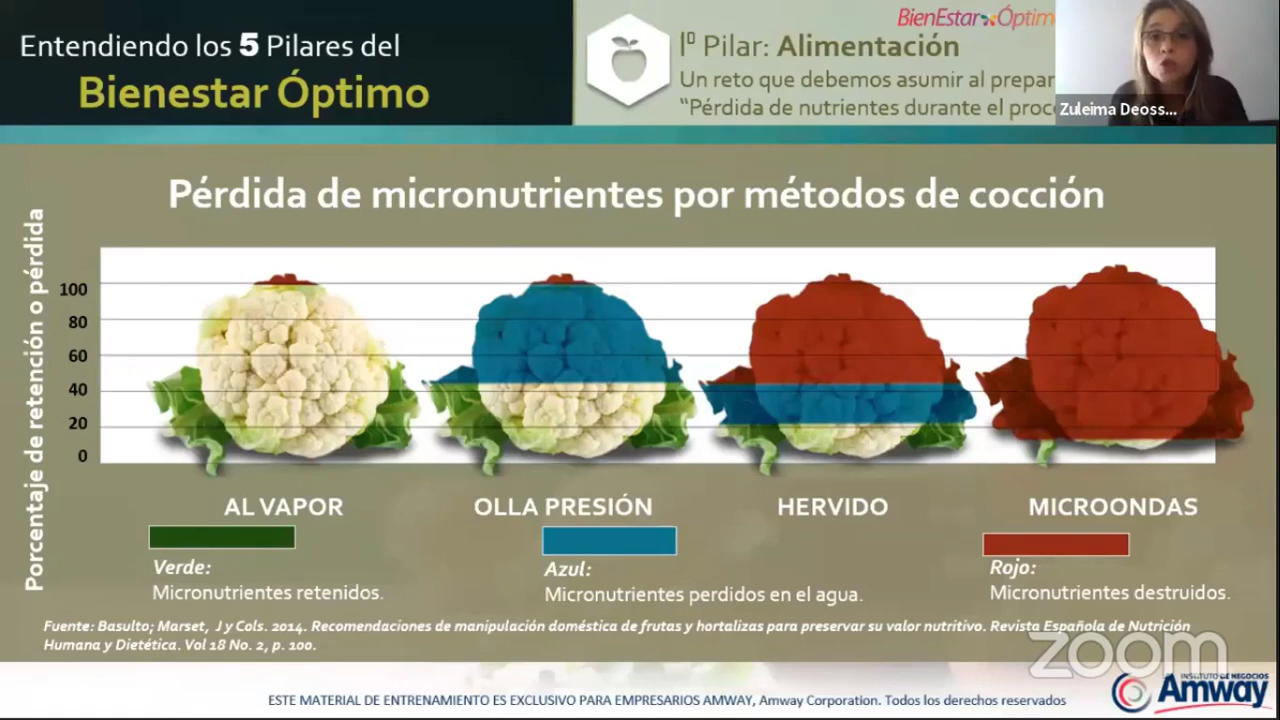 Entendiendo los 5 Pilares del
Bienestar Óptimo
BienEstar Óptim
Iº Pilar: Alimentación
Un reto que debemos asumir al prepar
“Pérdida de nutrientes durante el proc
Zuleima Deoss...
Pérdida de micronutrientes por métodos de cocción
Porcentaje de retención o pérdida
100
80
60
40
20
0
AL VAPOR
OLLA PRESIÓN
HERVIDO
MICROONDAS
Verde:
Micronutrientes retenidos.
Azul:
Micronutrientes perdidos en el agua.
Rojo:
Micronutrientes destruidos.
Fuente: Basulto; Marset, J y Cols. 2014. Recomendaciones de manipulación doméstica de frutas y hortalizas para preservar su valor nutritivo. Revista Española de Nutrición
Humana y Dietética. Vol 18 No. 2, p. 100.
zoom
ESTE MATERIAL DE ENTRENAMIENTO ES EXCLUSIVO PARA EMPRESARIOS AMWAY, Amway Corporation. Todos los derechos reservados
INSTITUTO DE NEGOCIOS
Amway